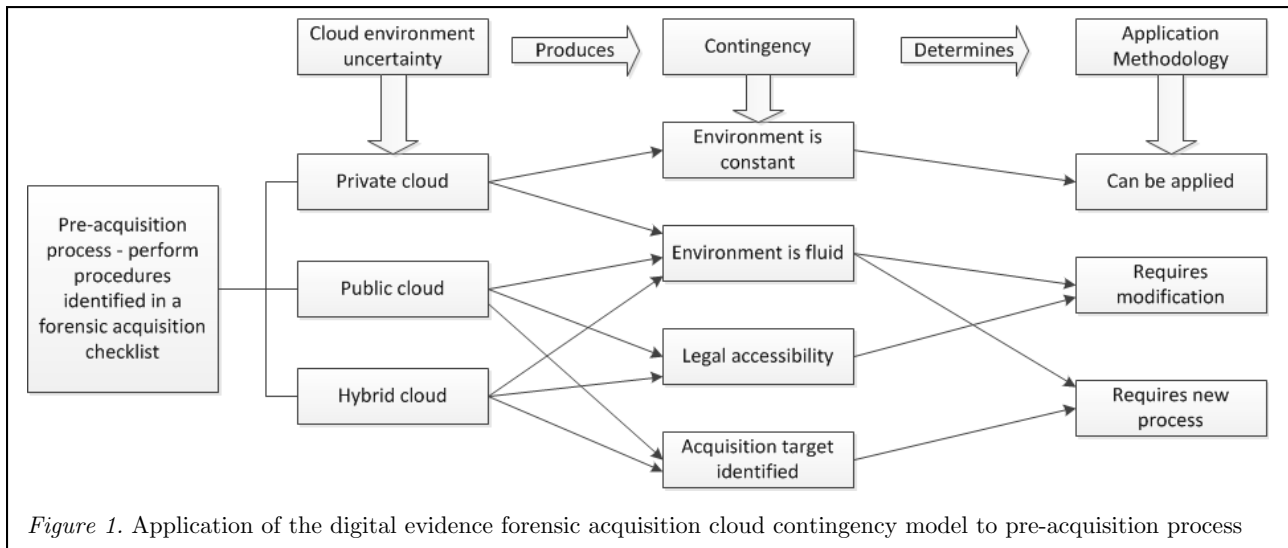 Cloud environment
uncertainty
Produces
Contingency
Determines
Application
Methodology
Pre-acquisition
process - perform
procedures
identified in a
forensic acquisition
checklist
Private cloud
Public cloud
Hybrid cloud
Environment is
constant
Environment is fluid
Legal accessibility
Acquisition target
identified
Can be applied
Requires
modification
Requires new
process
Figure 1. Application of the digital evidence forensic acquisition cloud contingency model to pre-acquisition process